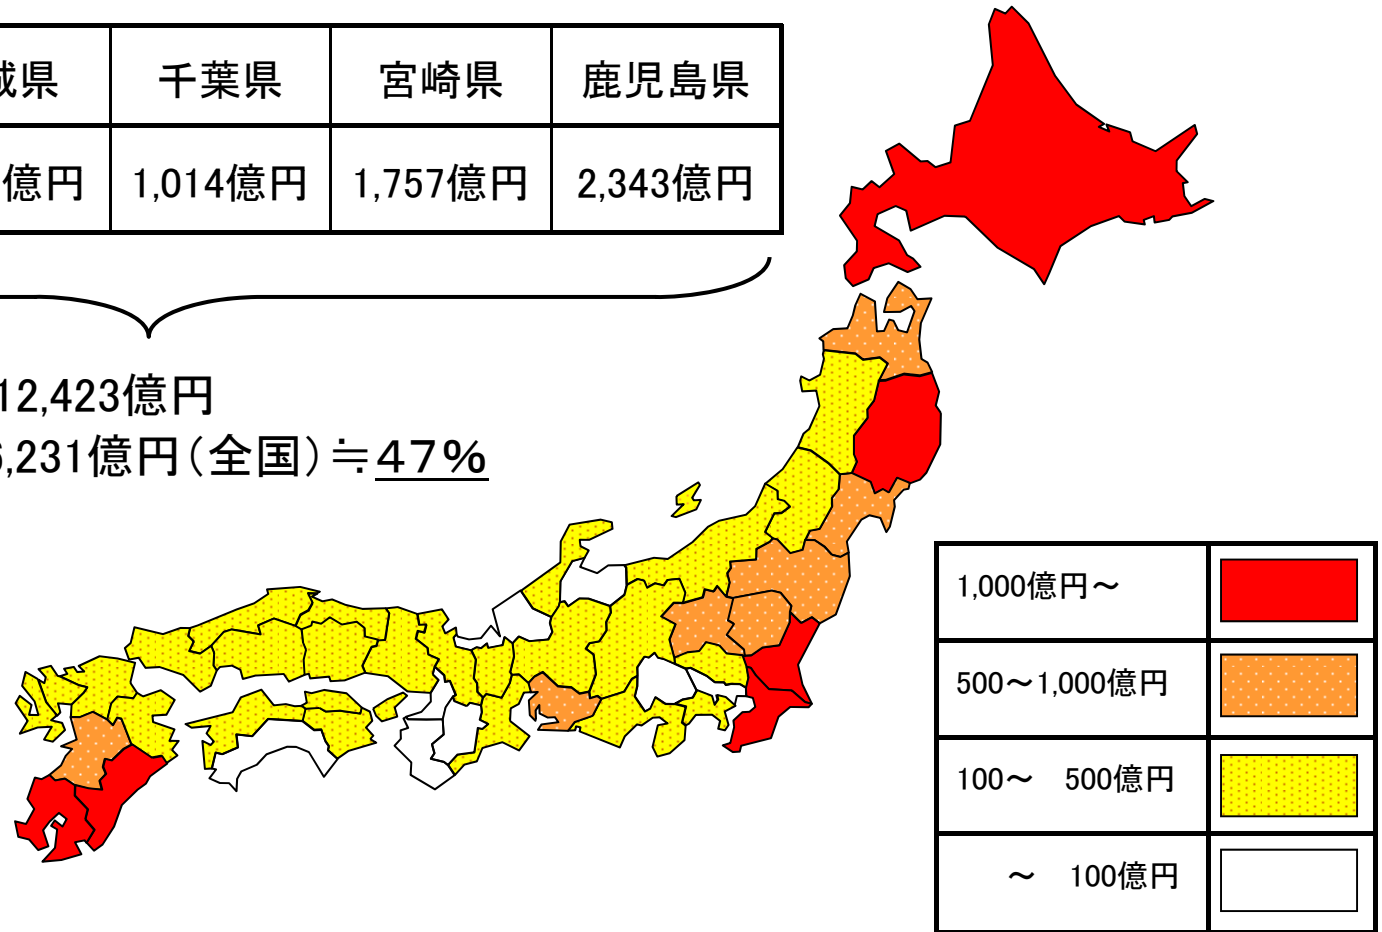 県 千葉県 宮崎県 鹿児島県
億円 1,014億円 1,757億円 2,343億円
12,423億円
,231億円(全国)≒47%
1,000億円～
500～1,000億円
100～ 500億円
～ 100億円